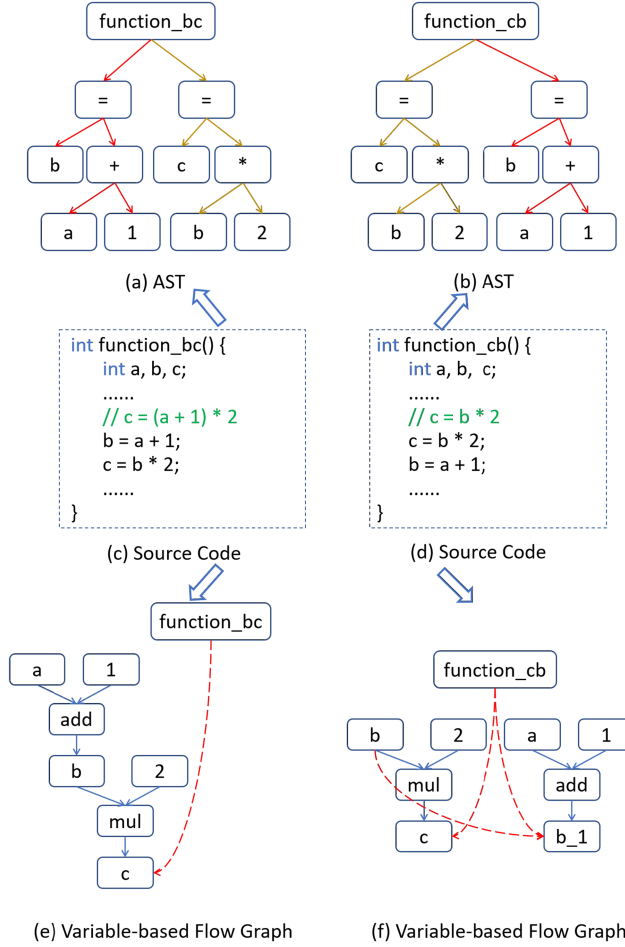 function_bc
function_cb
= =
= =
b + c *
c * b +
a 1 b 2
b 2 a 1
(a) AST
(b) AST
int function_bc() {
int a, b, c;
......
// c = (a + 1) * 2
b = a + 1;
c = b * 2;
......
}
int function_cb() {
int a, b, c;
......
// c = b * 2
c = b * 2;
b = a + 1;
......
}
(c) Source Code
(d) Source Code
function_bc
a 1
add
b 2
mul
c
function_cb
b 2 a 1
mul add
c b_1
(e) Variable-based Flow Graph
(f) Variable-based Flow Graph